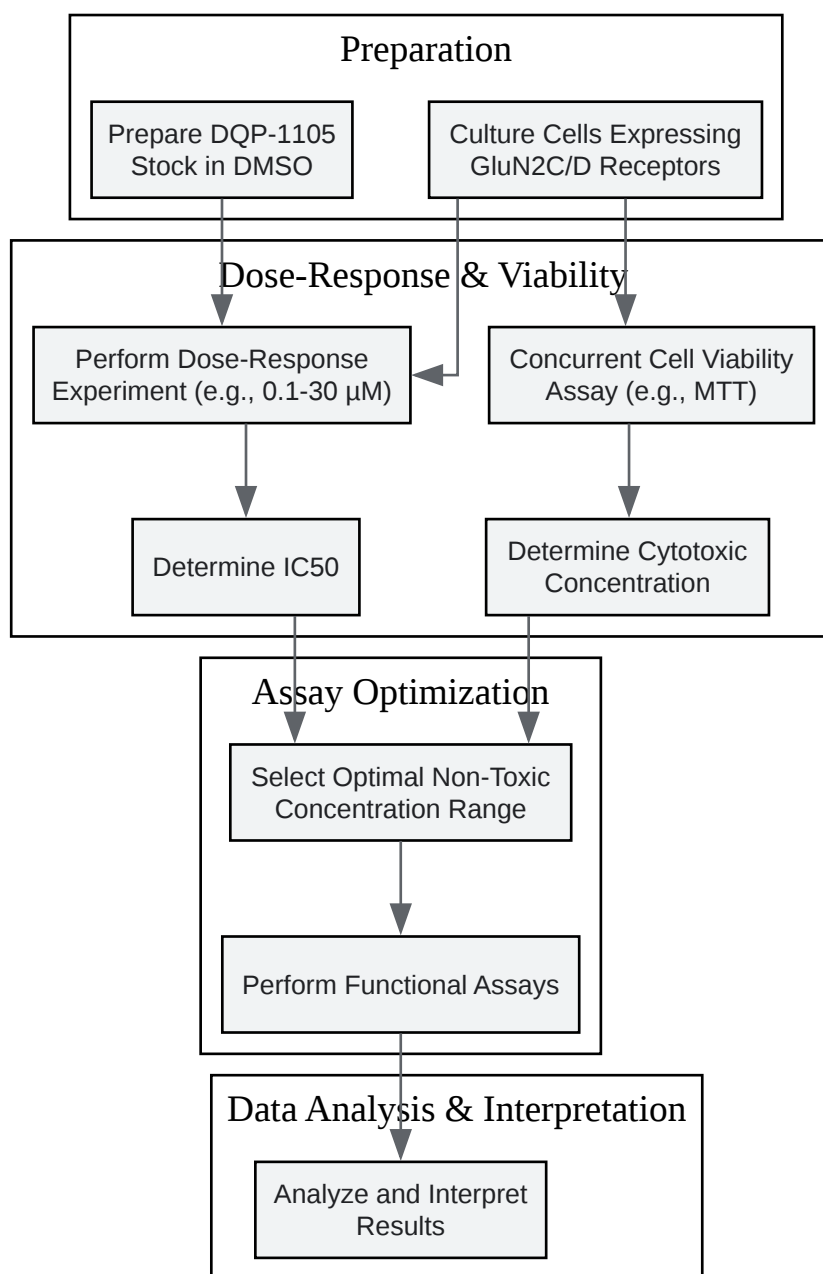 Preparation
Prepare DQP-1105
Stock in DMSO
Culture Cells Expressing
GluN2C/D Receptors
Dose-Response & Viability
Perform Dose-Response
Experiment (e.g., 0.1-30 µM)
Concurrent Cell Viability
Assay (e.g., MTT)
Determine IC50
Determine Cytotoxic
Concentration
Assay Optimization
Select Optimal Non-Toxic
Concentration Range
Perform Functional Assays
Data Analysis & Interpretation
Analyze and Interpret
Results